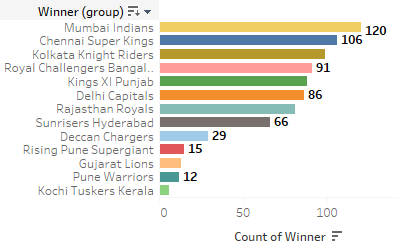 Winner (group)
Mumbai Indians 120
Chennai Super Kings 106
Kolkata Knight Riders
Royal Challengers Bangal.. 91
Kings XI Punjab
Delhi Capitals 86
Rajasthan Royals
Sunrisers Hyderabad 66
Deccan Chargers 29
Rising Pune Supergiant 15
Gujarat Lions
Pune Warriors 12
Kochi Tuskers Kerala
0 50 100
Count of Winner